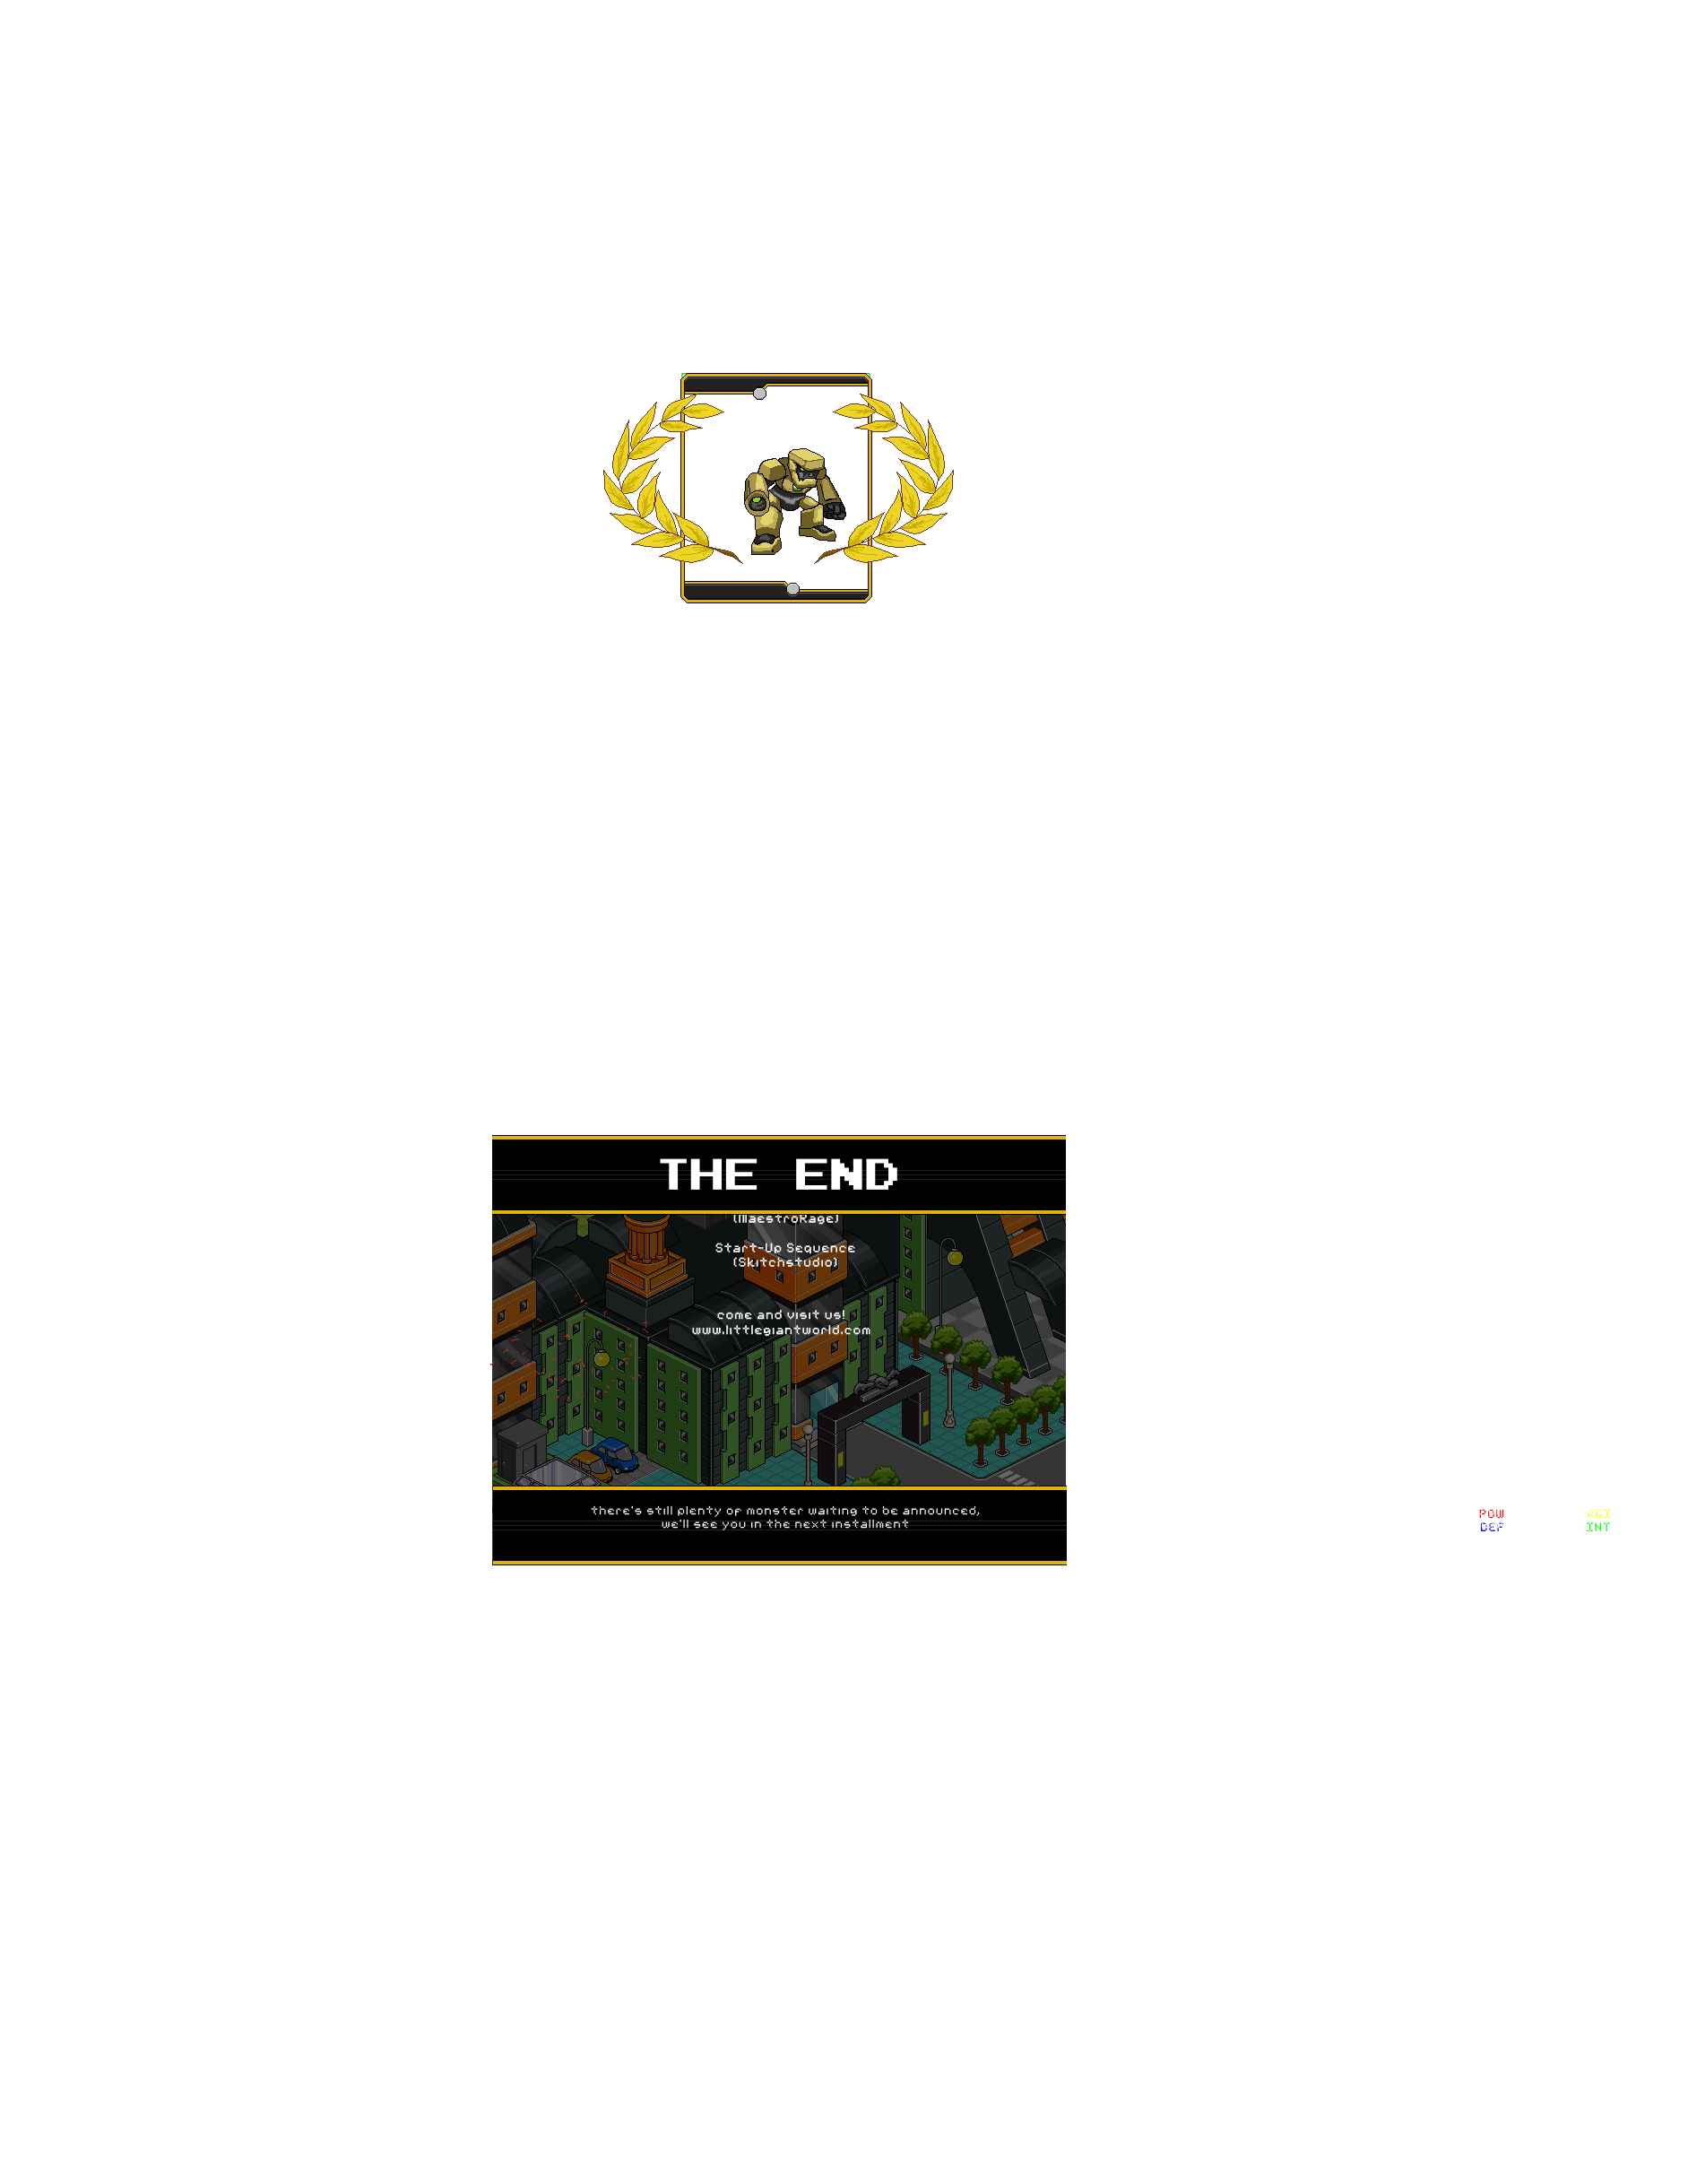 THE END
(MaestroRage)
Start-Up Sequence
(Skitchstudio)
come and visit us!
www.littlegiantworld.com
there's still plenty of monster waiting to be announced,
we'll see you in the next installment
POW AGI
DEF INT